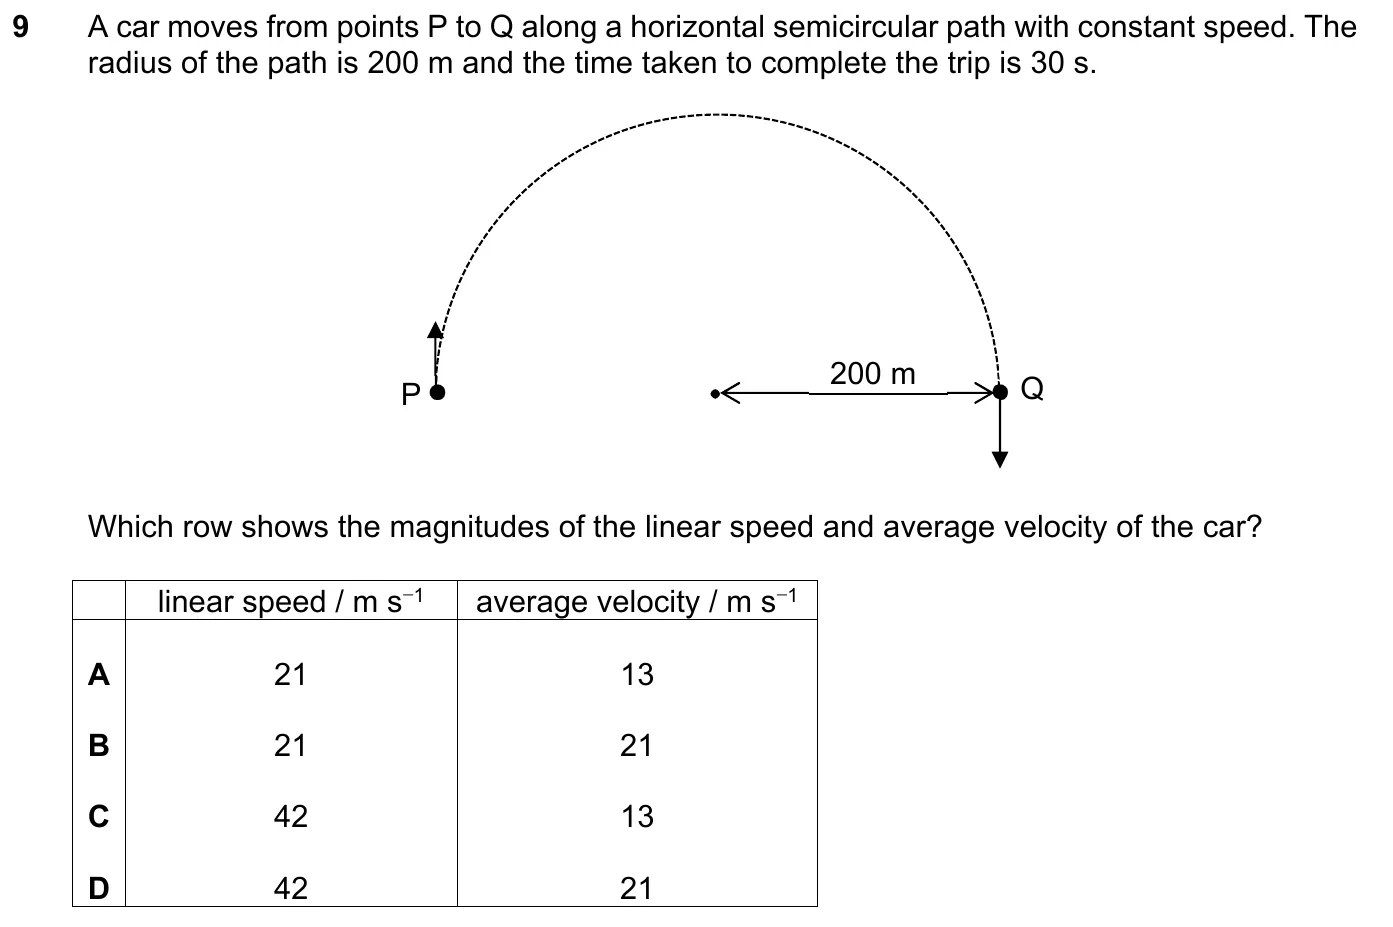 9 A car moves from points P to Q along a horizontal semicircular path with constant speed. The
radius of the path is 200 m and the time taken to complete the trip is 30 s.
200 m
P
Q
Which row shows the magnitudes of the linear speed and average velocity of the car?
linear speed / m s⁻¹ average velocity / m s⁻¹
A 21 13
B 21 21
C 42 13
D 42 21